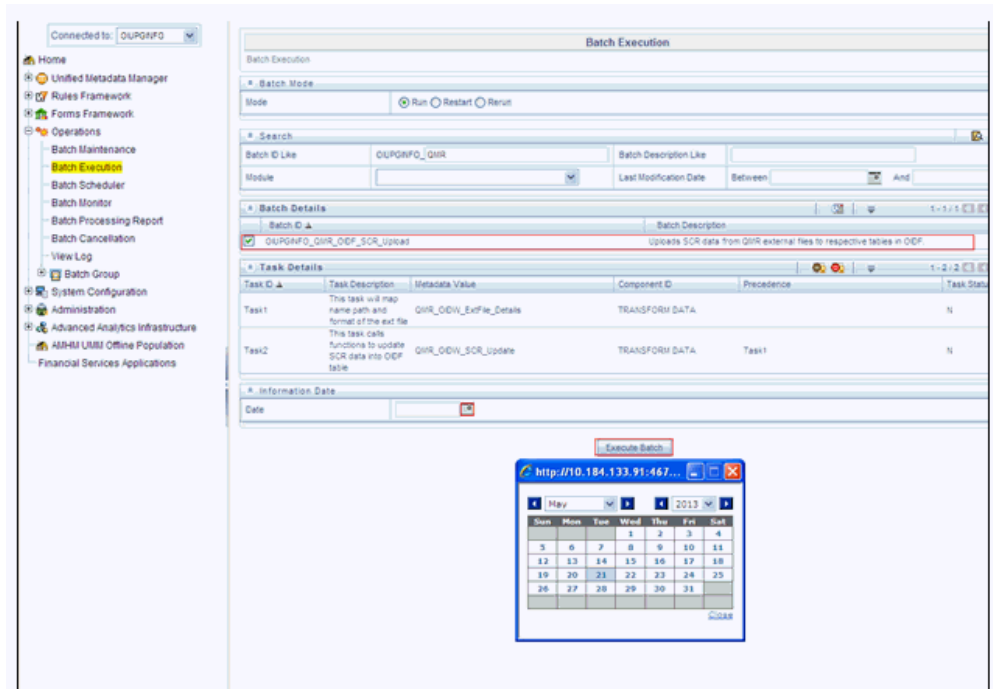 Connected to: OIUPGINFO
Home
Unified Metadata Manager
Rules Framework
Forms Framework
Operations
Batch Maintenance
Batch Execution
Batch Scheduler
Batch Monitor
Batch Processing Report
Batch Cancellation
View Log
Batch Group
System Configuration
Administration
Advanced Analytics Infrastructure
AMHM UMM Offline Population
Financial Services Applications
Batch Execution
Batch Execution
Batch Mode
Mode Run Restart Rerun
Search
Batch ID Like OIUPGINFO_ QMR Batch Description Like
Module Last Modification Date Between And
Batch Details 1-1/1
Batch ID Batch Description
OIUPGINFO_QMR_OIDF_SCR_Upload Uploads SCR data from QMR external files to respective tables in OIDF.
Task Details 1-2/2
Task ID Task Description Metadata Value Component ID Precedence Task Statu
Task1 This task will map name path and format of the ext file QMR_OIDW_ExtFile_Details TRANSFORM DATA N
Task2 This task calls functions to update SCR data into OIDF table QMR_OIDW_SCR_Update TRANSFORM DATA Task1 N
Information Date
Date
Execute Batch
http://10.184.133.91:467...
May 2013
Sun Mon Tue Wed Thu Fri Sat
1 2 3 4
5 6 7 8 9 10 11
12 13 14 15 16 17 18
19 20 21 22 23 24 25
26 27 28 29 30 31
Close